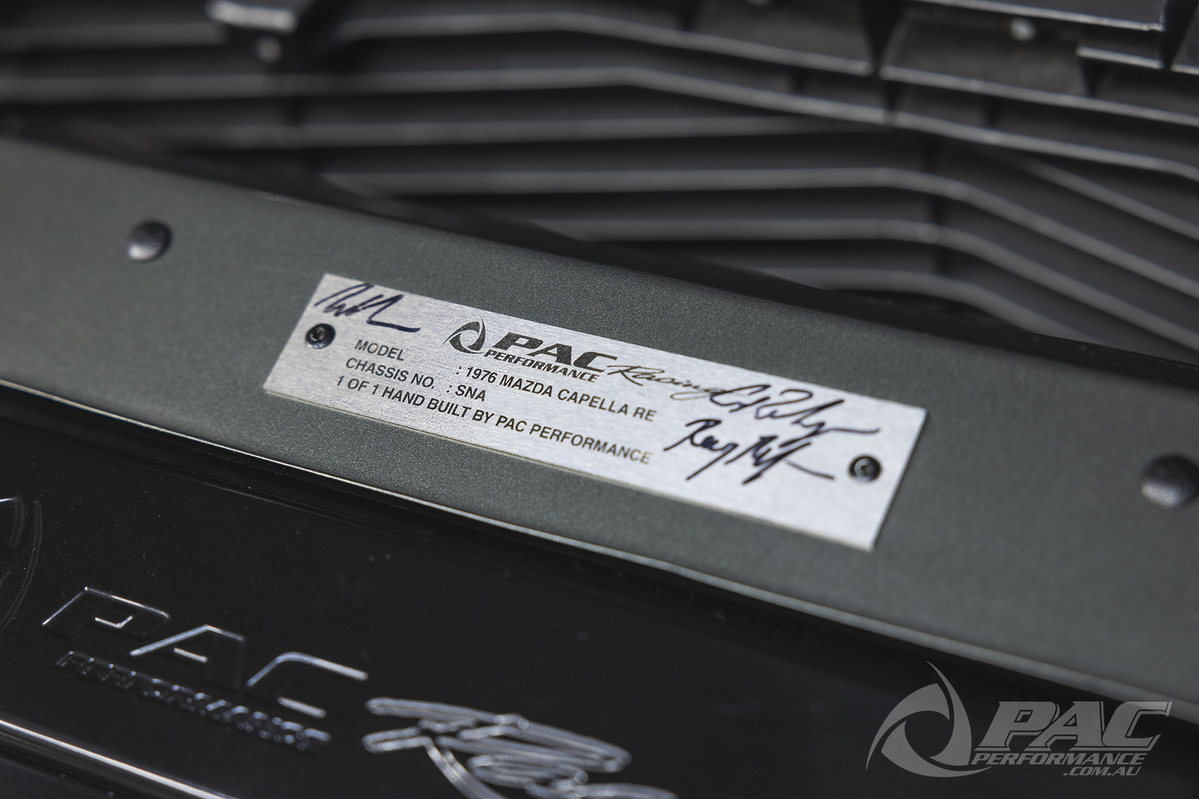 PAC
PERFORMANCE Racing
MODEL : 1976 MAZDA CAPELLA RE
CHASSIS NO. : SNA
1 OF 1 HAND BUILT BY PAC PERFORMANCE
PAC
PERFORMANCE
PAC
PERFORMANCE
.COM.AU